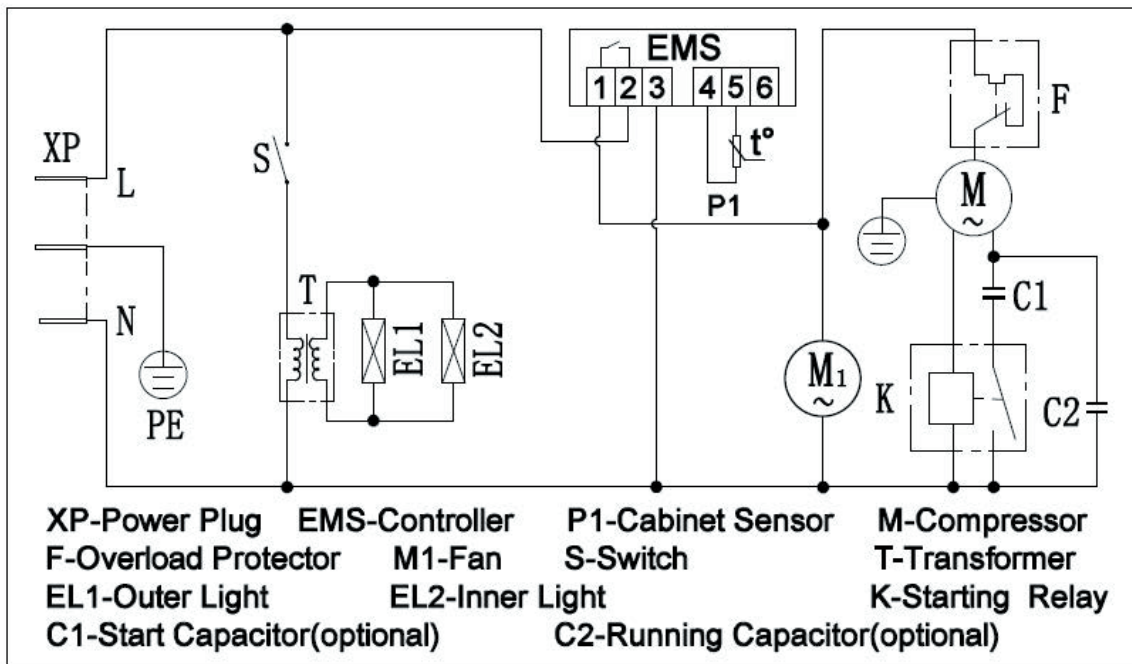 EMS
1 2 3 4 5 6
F
XP
S
t°
L
P1
M
~
T
C1
N
EL1
EL2
M1
~
K
C2
PE
XP-Power Plug EMS-Controller P1-Cabinet Sensor M-Compressor
F-Overload Protector M1-Fan S-Switch T-Transformer
EL1-Outer Light EL2-Inner Light K-Starting Relay
C1-Start Capacitor(optional) C2-Running Capacitor(optional)